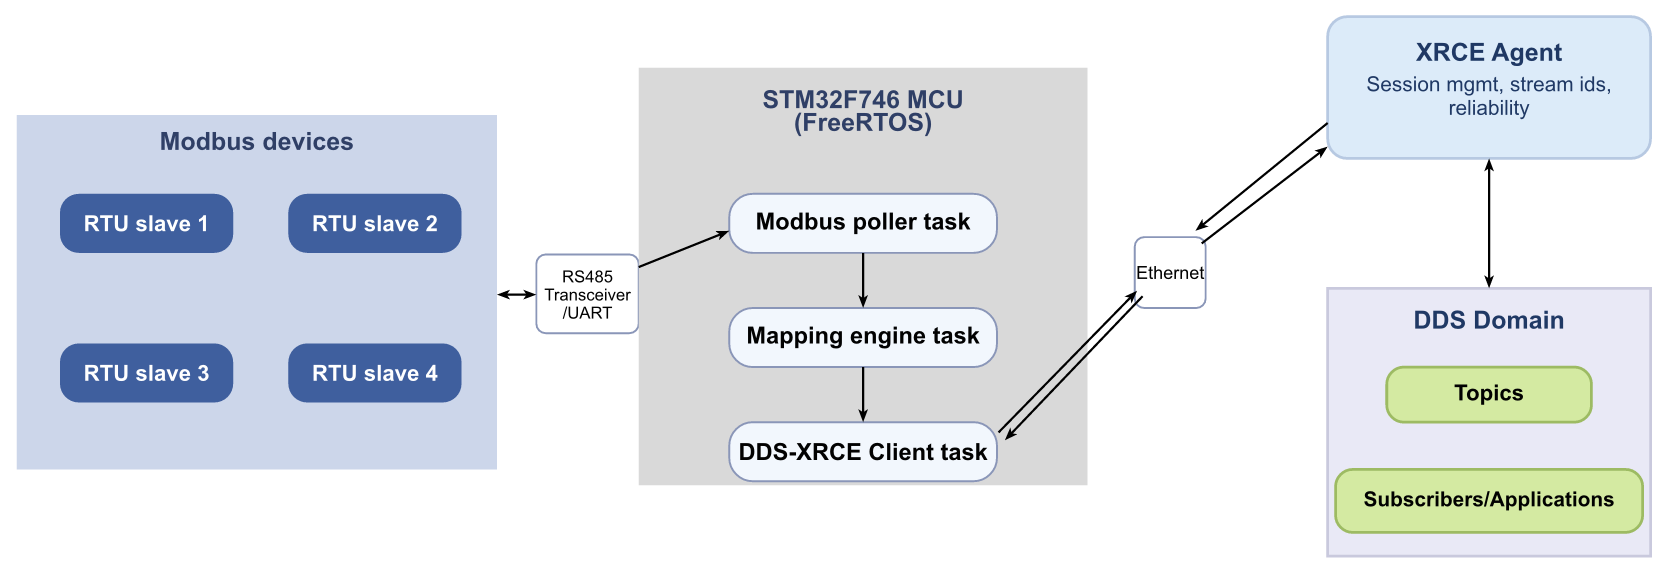 Modbus devices
RTU slave 1
RTU slave 2
RTU slave 3
RTU slave 4
RS485
Transceiver
/UART
STM32F746 MCU
(FreeRTOS)
Modbus poller task
Mapping engine task
DDS-XRCE Client task
Ethernet
XRCE Agent
Session mgmt, stream ids,
reliability
DDS Domain
Topics
Subscribers/Applications